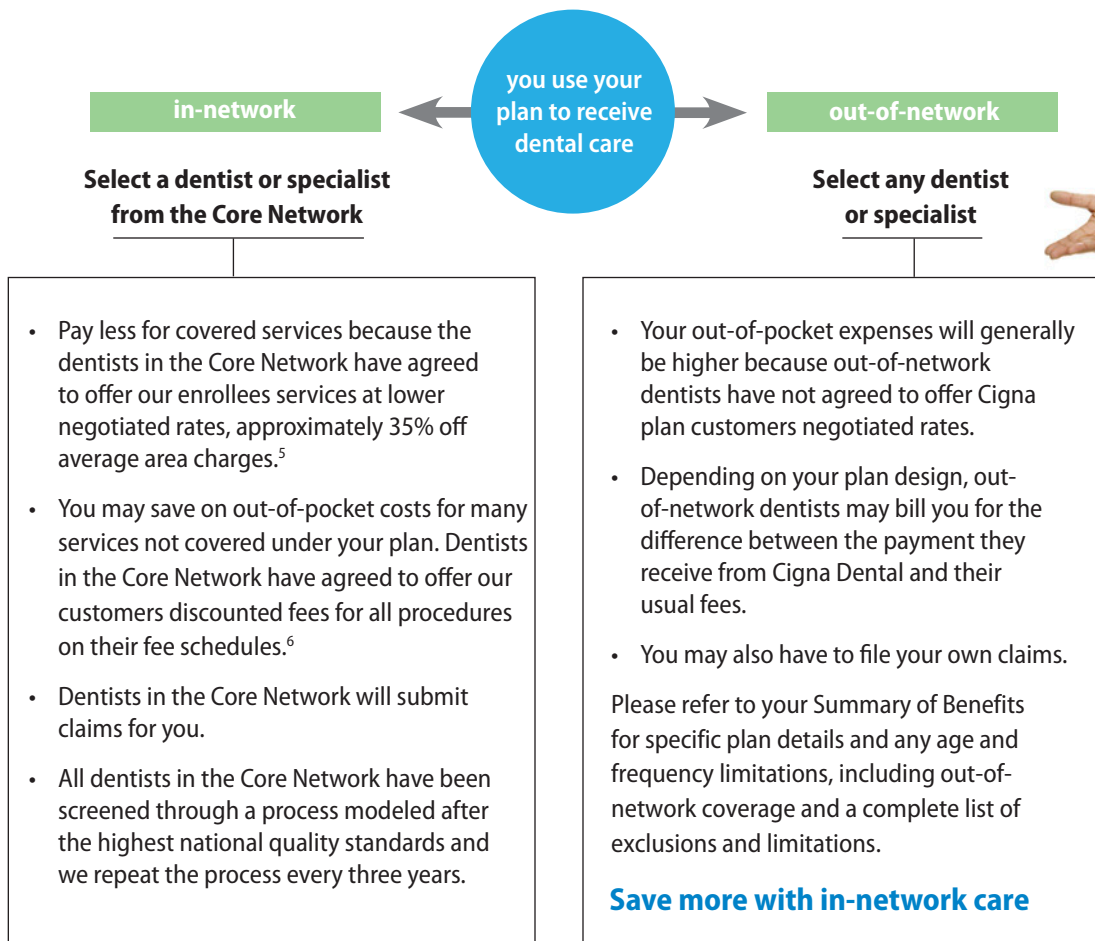 you use your
plan to receive
dental care
in-network
Select a dentist or specialist
from the Core Network
• Pay less for covered services because the
dentists in the Core Network have agreed
to offer our enrollees services at lower
negotiated rates, approximately 35% off
average area charges.⁵
• You may save on out-of-pocket costs for many
services not covered under your plan. Dentists
in the Core Network have agreed to offer our
customers discounted fees for all procedures
on their fee schedules.⁶
• Dentists in the Core Network will submit
claims for you.
• All dentists in the Core Network have been
screened through a process modeled after
the highest national quality standards and
we repeat the process every three years.
out-of-network
Select any dentist
or specialist
• Your out-of-pocket expenses will generally
be higher because out-of-network
dentists have not agreed to offer Cigna
plan customers negotiated rates.
• Depending on your plan design, out-
of-network dentists may bill you for the
difference between the payment they
receive from Cigna Dental and their
usual fees.
• You may also have to file your own claims.
Please refer to your Summary of Benefits
for specific plan details and any age and
frequency limitations, including out-of-
network coverage and a complete list of
exclusions and limitations.
Save more with in-network care